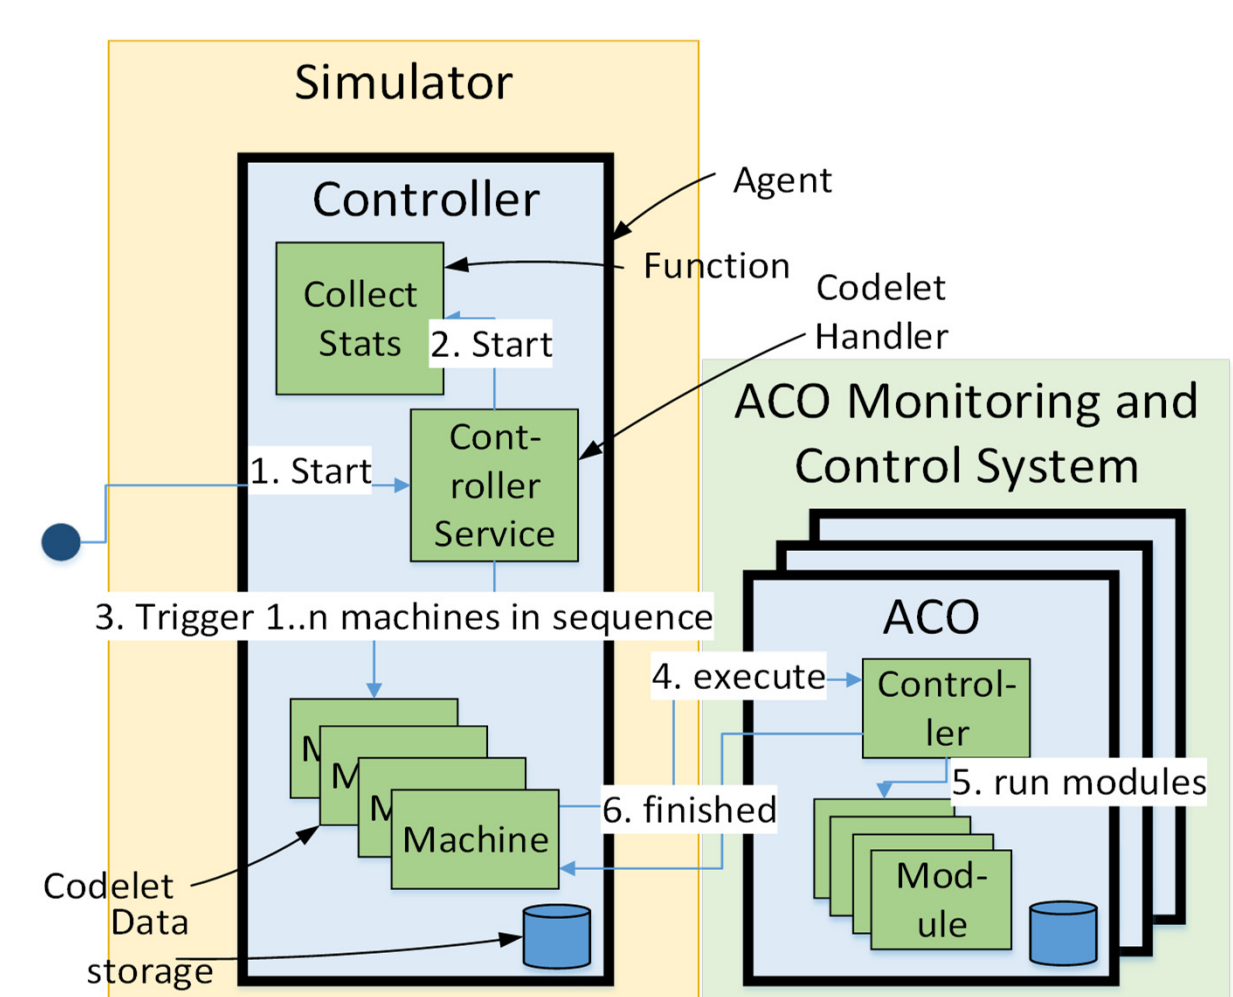 Simulator
Controller
Agent
Function
Codelet
Handler
Collect
Stats
2. Start
Cont-
roller
Service
1. Start
3. Trigger 1..n machines in sequence
ACO Monitoring and
Control System
ACO
4. execute
Control-
ler
5. run modules
6. finished
M
M
M
Machine
Mod-
ule
Codelet
Data
storage